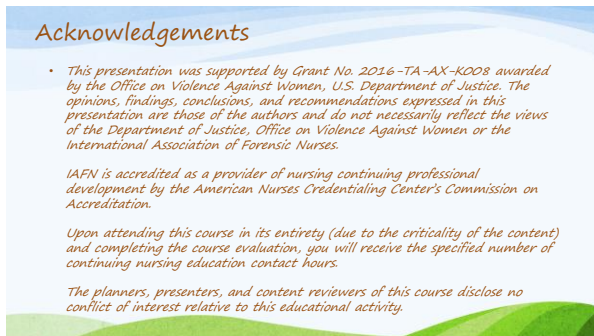 Acknowledgements
• This presentation was supported by Grant No. 2016-TA-AX-K008 awarded
by the Office on Violence Against Women, U.S. Department of Justice. The
opinions, findings, conclusions, and recommendations expressed in this
presentation are those of the authors and do not necessarily reflect the views
of the Department of Justice, Office on Violence Against Women or the
International Association of Forensic Nurses.
IAFN is accredited as a provider of nursing continuing professional
development by the American Nurses Credentialing Center's Commission on
Accreditation.
Upon attending this course in its entirety (due to the criticality of the content)
and completing the course evaluation, you will receive the specified number of
continuing nursing education contact hours.
The planners, presenters, and content reviewers of this course disclose no
conflict of interest relative to this educational activity.